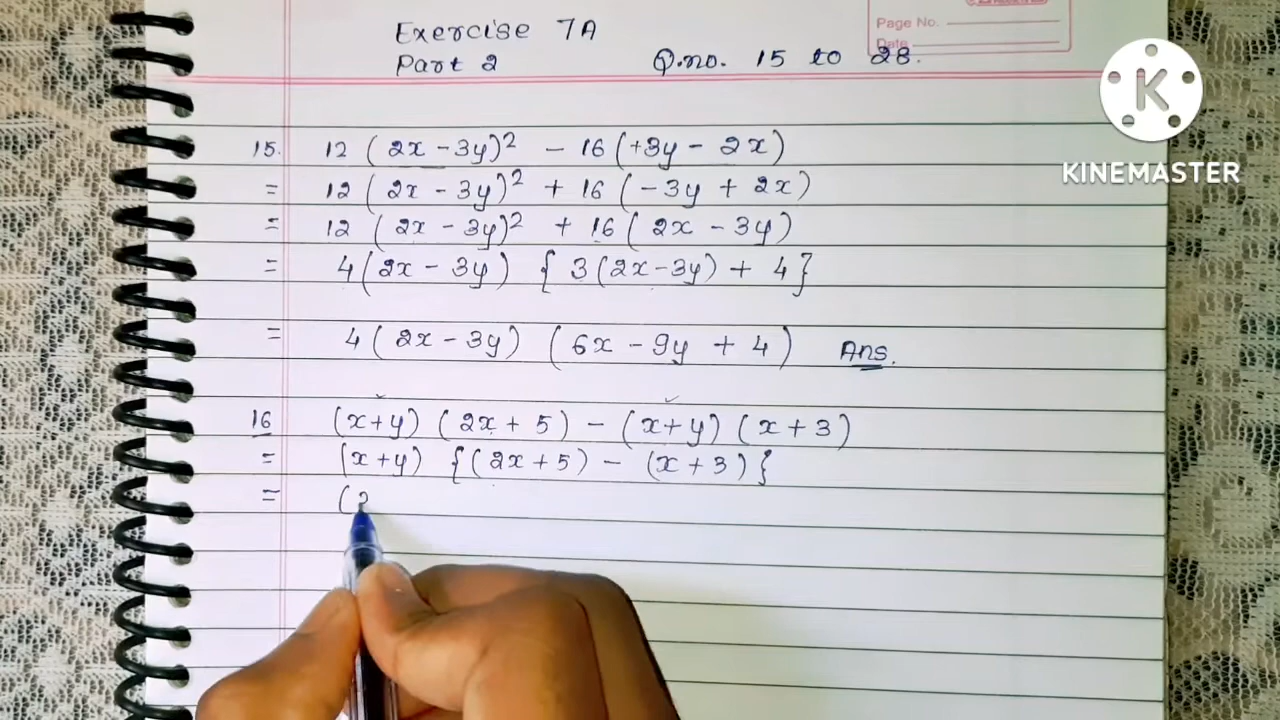 Exercise 7A
Page No.
Date
Part 2 Q.no. 15 to 28.
15. 12 (2x - 3y)² - 16 (+3y - 2x)
= 12 (2x - 3y)² + 16 (-3y + 2x)
= 12 (2x - 3y)² + 16 (2x - 3y)
= 4 (2x - 3y) { 3 (2x - 3y) + 4 }
= 4 (2x - 3y) (6x - 9y + 4) Ans.
16 (x+y) (2x + 5) - (x+y) (x + 3)
= (x+y) {(2x + 5) - (x + 3)}
= (
K
KINEMASTER